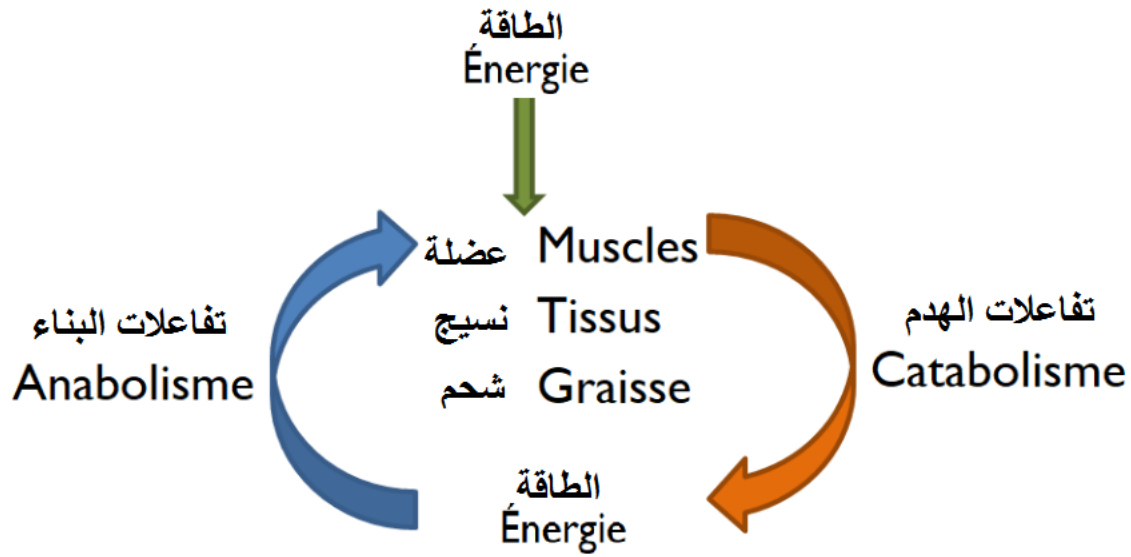 الطاقة
Énergie
عضلة Muscles
نسيج Tissus
شحم Graisse
تفاعلات البناء
Anabolisme
تفاعلات الهدم
Catabolisme
الطاقة
Énergie